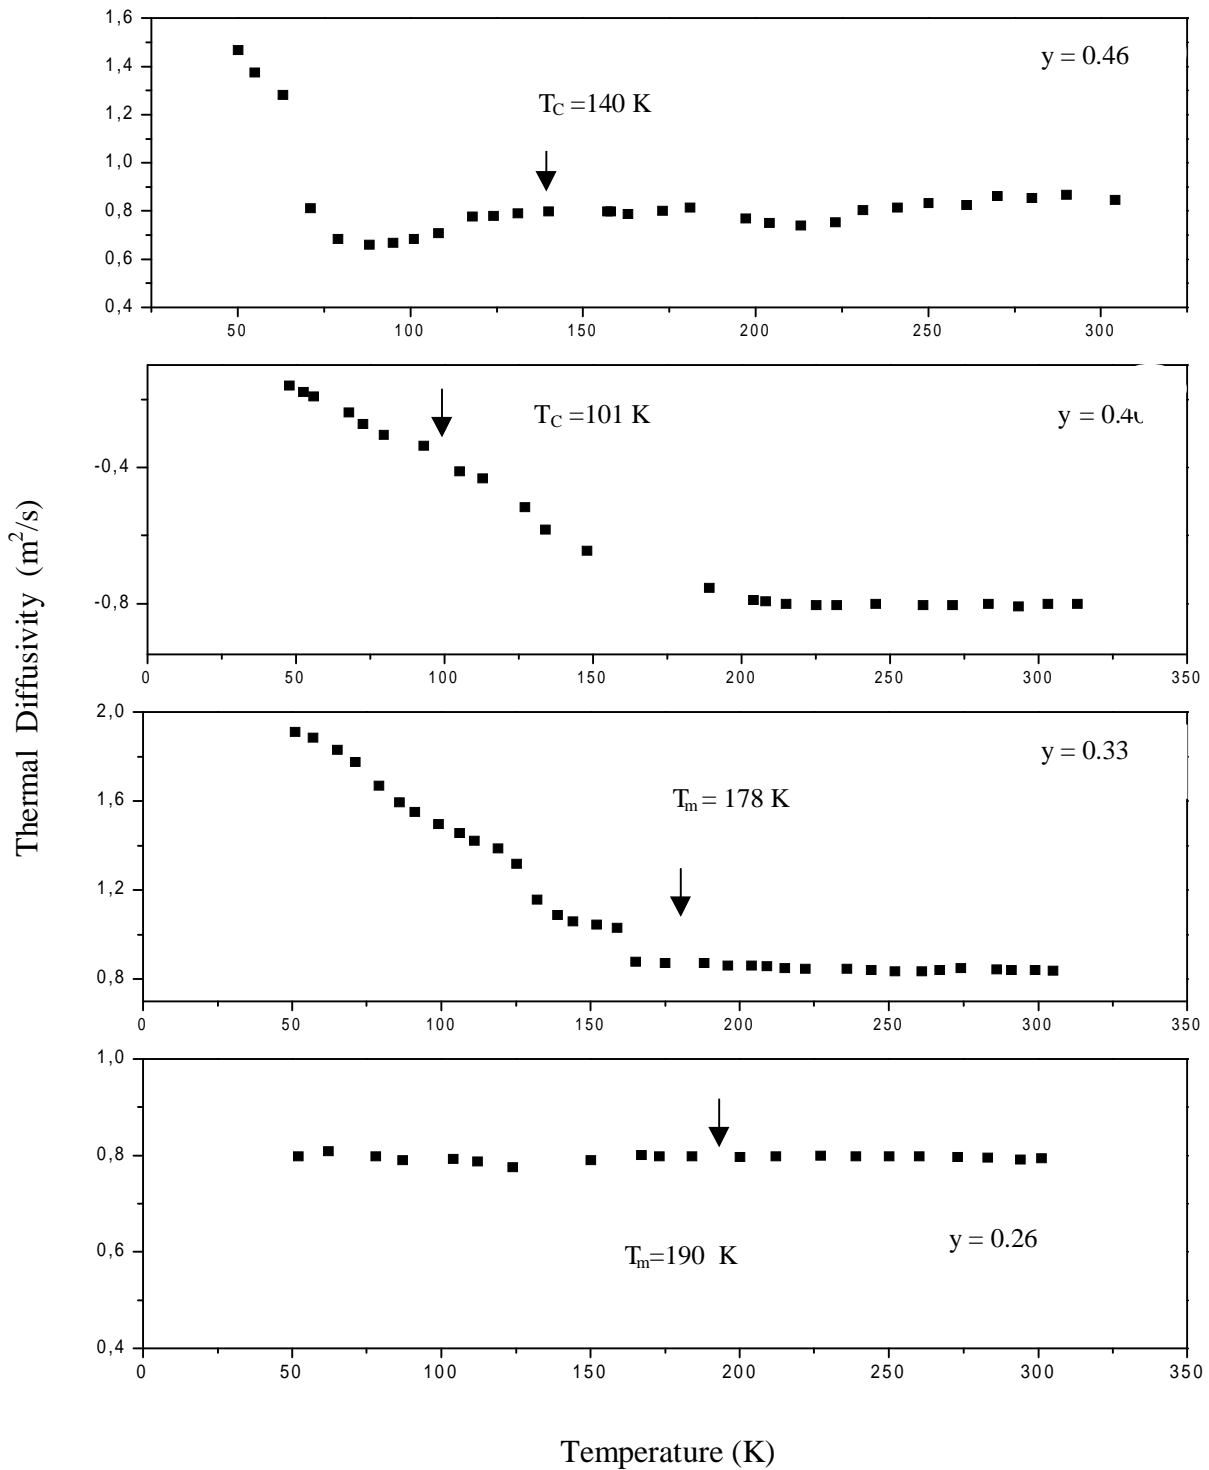 1,6
y = 0.46
1,4
T_C =140 K
1,2
1,0
0,8
0,6
0,4
50 100 150 200 250 300
T_C =101 K
-0,4
-0,8
0 50 100 150 200 250 300 350
Thermal Diffusivity (m²/s)
2,0
y = 0.33
1,6
T_m = 178 K
1,2
0,8
0 50 100 150 200 250 300 350
1,0
0,8
0,6
y = 0.26
T_m=190 K
0,4
0 50 100 150 200 250 300 350
Temperature (K)